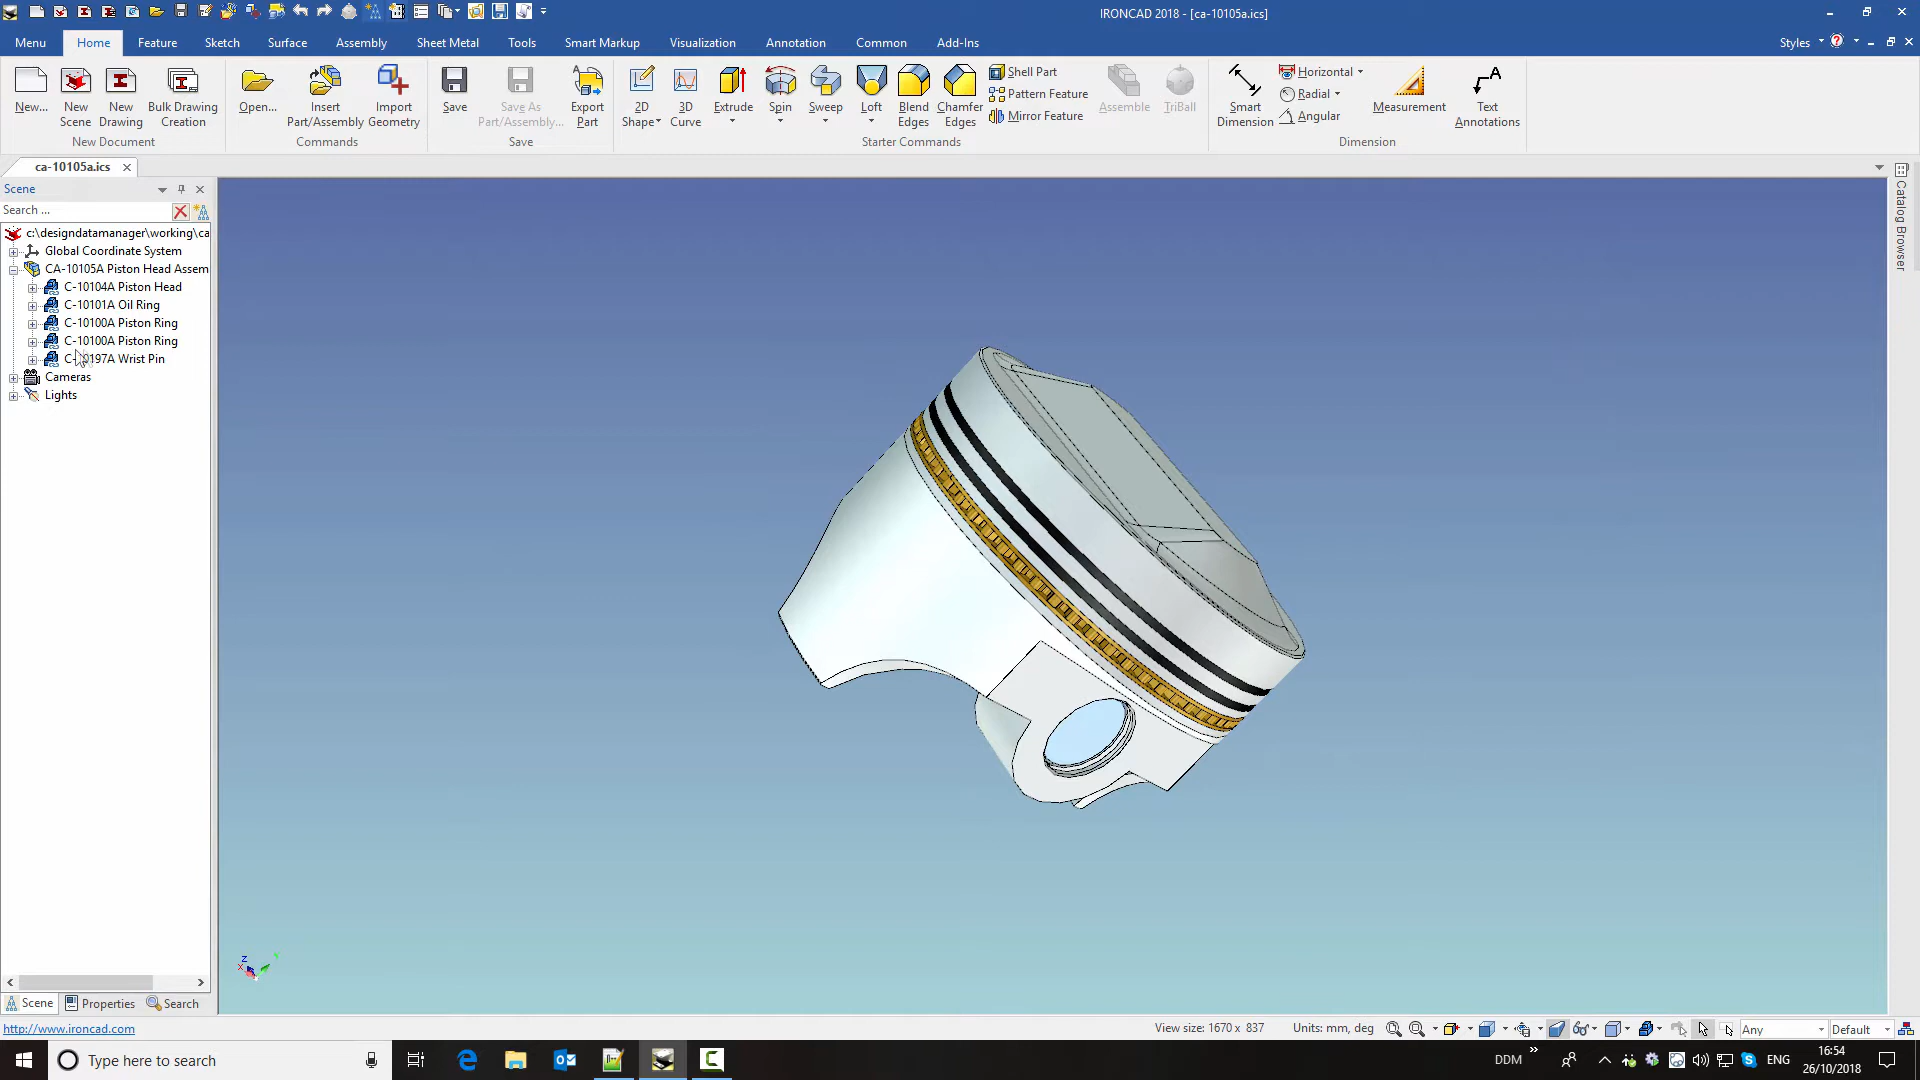 IRONCAD 2018 - [ca-10105a.ics]
Menu Home Feature Sketch Surface Assembly Sheet Metal Tools Smart Markup Visualization Annotation Common Add-Ins Styles
New... New Scene New Drawing Bulk Drawing Creation
New Document
Open... Insert Part/Assembly Import Geometry
Commands
Save Save As Part/Assembly... Export Part
Save
2D Shape 3D Curve Extrude Spin Sweep Loft Blend Edges Chamfer Edges
Shell Part
Pattern Feature
Mirror Feature
Assemble TriBall
Starter Commands
Smart Dimension
Horizontal
Radial
Angular
Measurement Text Annotations
Dimension
ca-10105a.ics
Scene
Search ...
c:\designdatamanager\working\ca
Global Coordinate System
CA-10105A Piston Head Assem
C-10104A Piston Head
C-10101A Oil Ring
C-10100A Piston Ring
C-10100A Piston Ring
C-10197A Wrist Pin
Cameras
Lights
Catalog Browser
Z
X
Y
Scene Properties Search
http://www.ironcad.com
View size: 1670 x 837 Units: mm, deg Any Default
Type here to search
DDM ENG
16:54
26/10/2018